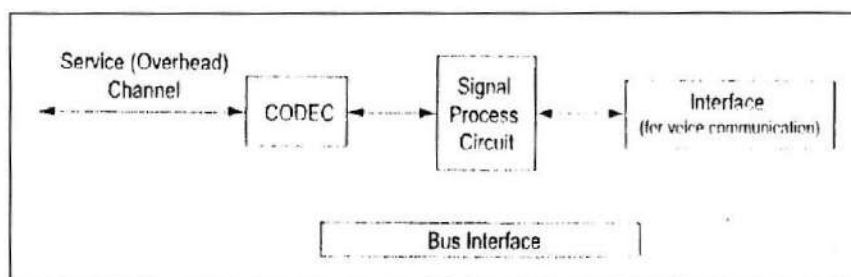 Service (Overhead)
Channel
CODEC
Signal
Process
Circuit
Interface
(for voice communication)
Bus Interface